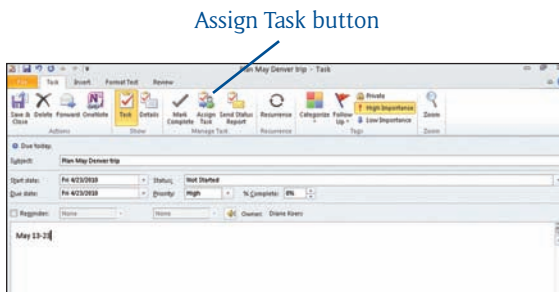 Assign Task button
Plan May Denver trip - Task
File Task Insert Format Text Review
Save & Close Delete Forward OneNote Task Details Mark Complete Assign Task Send Status Report Recurrence Categorize Follow Up Private High Importance Low Importance Zoom
Actions Show Manage Task Recurrence Tags Zoom
Due today.
Subject: Plan May Denver trip
Start date: Fri 4/23/2010 Status: Not Started
Due date: Fri 4/23/2010 Priority: High % Complete: 0%
Reminder: None None Owner:
May 13-23